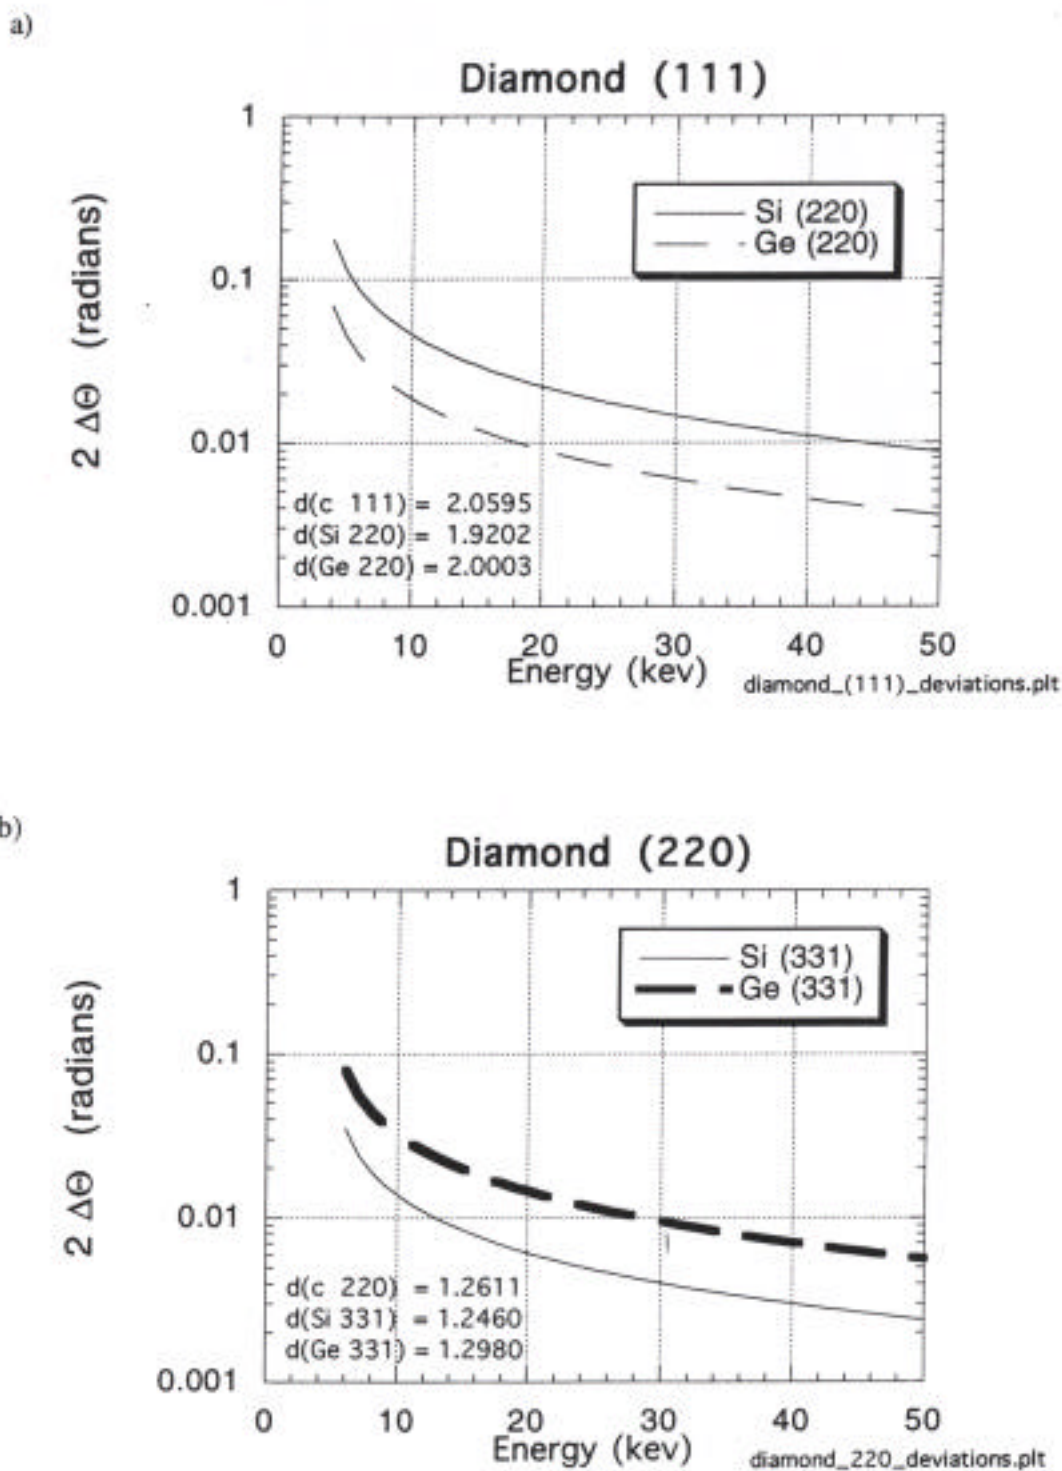 a)
Diamond (111)
1
0.1
0.01
0.001
2 ΔΘ (radians)
Si (220)
Ge (220)
d(c 111) = 2.0595
d(Si 220) = 1.9202
d(Ge 220) = 2.0003
0 10 20 30 40 50
Energy (kev)
diamond_(111)_deviations.plt
b)
Diamond (220)
1
0.1
0.01
0.001
2 ΔΘ (radians)
Si (331)
Ge (331)
d(c 220) = 1.2611
d(Si 331) = 1.2460
d(Ge 331) = 1.2980
0 10 20 30 40 50
Energy (kev)
diamond_220_deviations.plt